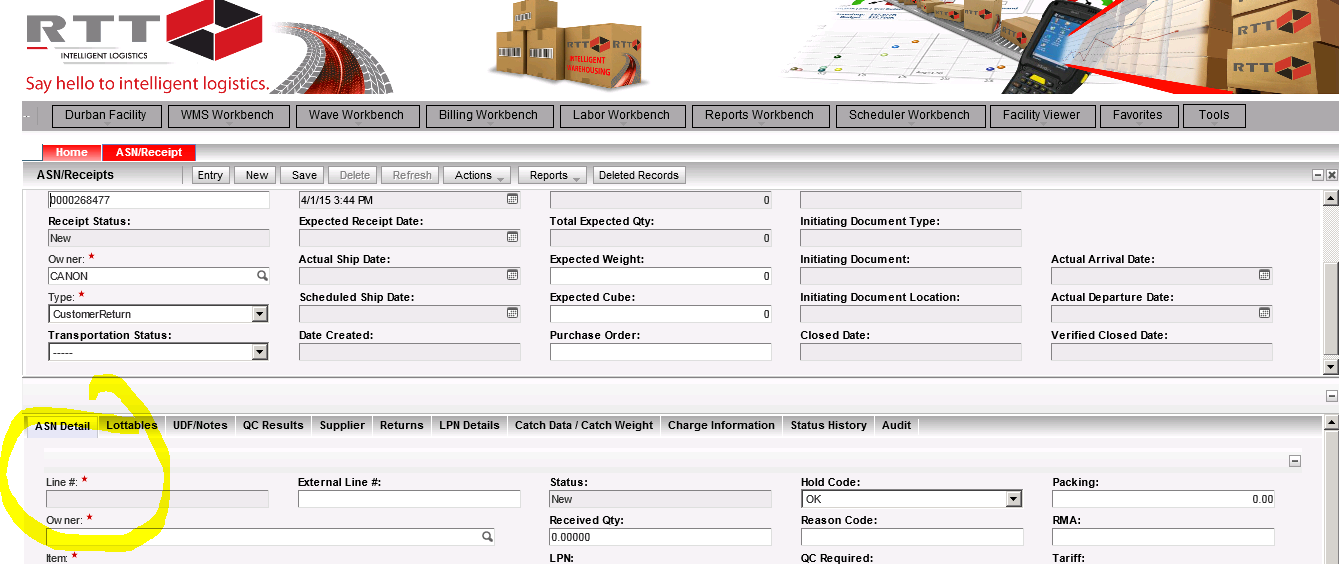 RTT
INTELLIGENT LOGISTICS
Say hello to intelligent logistics.
RTT RTT
INTELLIGENT
WAREHOUSING
RTT
RTT
Durban Facility WMS Workbench Wave Workbench Billing Workbench Labor Workbench Reports Workbench Scheduler Workbench Facility Viewer Favorites Tools
Home ASN/Receipt
ASN/Receipts Entry New Save Delete Refresh Actions Reports Deleted Records
0000268477 4/1/15 3:44 PM 0
Receipt Status: Expected Receipt Date: Total Expected Qty: Initiating Document Type:
New 0
Owner: * Actual Ship Date: Expected Weight: Initiating Document: Actual Arrival Date:
CANON 0
Type: * Scheduled Ship Date: Expected Cube: Initiating Document Location: Actual Departure Date:
CustomerReturn 0
Transportation Status: Date Created: Purchase Order: Closed Date: Verified Closed Date:
-----
ASN Detail Lottables UDF/Notes QC Results Supplier Returns LPN Details Catch Data / Catch Weight Charge Information Status History Audit
Line #: * External Line #: Status: Hold Code: Packing:
New OK 0.00
Owner: * Received Qty: Reason Code: RMA:
0.00000
Item: * LPN: QC Required: Tariff: